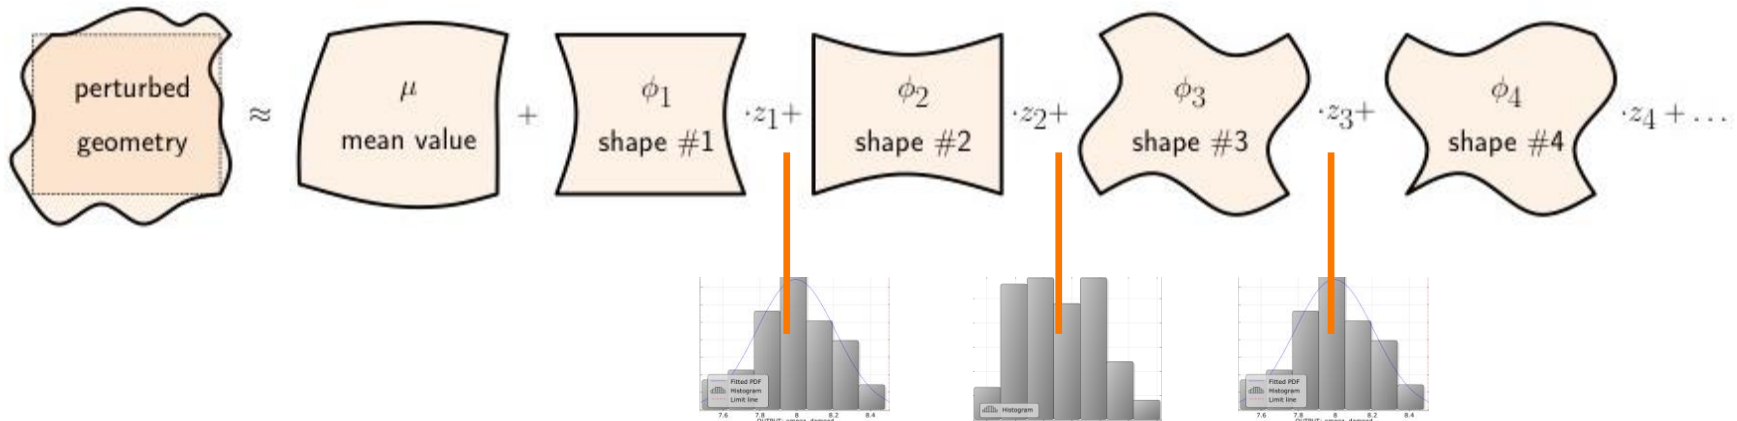 perturbed
geometry
≈
μ
mean value
+
ϕ1
shape #1
·z1+
ϕ2
shape #2
·z2+
ϕ3
shape #3
·z3+
ϕ4
shape #4
·z4 + ...
Fitted PDF
Histogram
Limit line
7.6 7.8 8 8.2 8.4
Histogram
Fitted PDF
Histogram
Limit line
7.6 7.8 8 8.2 8.4